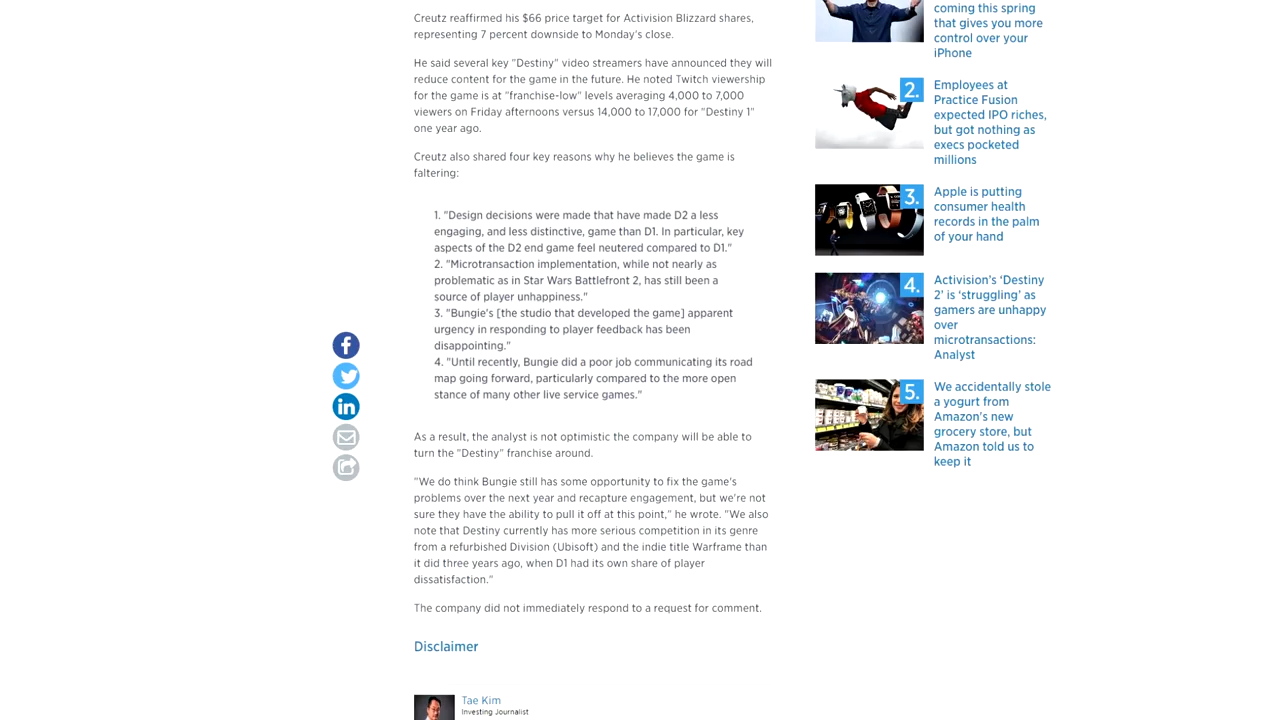 Creutz reaffirmed his $66 price target for Activision Blizzard shares,
representing 7 percent downside to Monday's close.
He said several key "Destiny" video streamers have announced they will
reduce content for the game in the future. He noted Twitch viewership
for the game is at "franchise-low" levels averaging 4,000 to 7,000
viewers on Friday afternoons versus 14,000 to 17,000 for "Destiny 1"
one year ago.
Creutz also shared four key reasons why he believes the game is
faltering:
1. "Design decisions were made that have made D2 a less
engaging, and less distinctive, game than D1. In particular, key
aspects of the D2 end game feel neutered compared to D1."
2. "Microtransaction implementation, while not nearly as
problematic as in Star Wars Battlefront 2, has still been a
source of player unhappiness."
3. "Bungie's [the studio that developed the game] apparent
urgency in responding to player feedback has been
disappointing."
4. "Until recently, Bungie did a poor job communicating its road
map going forward, particularly compared to the more open
stance of many other live service games."
As a result, the analyst is not optimistic the company will be able to
turn the "Destiny" franchise around.
"We do think Bungie still has some opportunity to fix the game's
problems over the next year and recapture engagement, but we're not
sure they have the ability to pull it off at this point," he wrote. "We also
note that Destiny currently has more serious competition in its genre
from a refurbished Division (Ubisoft) and the indie title Warframe than
it did three years ago, when D1 had its own share of player
dissatisfaction."
The company did not immediately respond to a request for comment.
Disclaimer
Tae Kim
Investing Journalist
coming this spring
that gives you more
control over your
iPhone
2.
Employees at
Practice Fusion
expected IPO riches,
but got nothing as
execs pocketed
millions
3.
Apple is putting
consumer health
records in the palm
of your hand
4.
Activision's ‘Destiny
2’ is ‘struggling’ as
gamers are unhappy
over
microtransactions:
Analyst
5.
We accidentally stole
a yogurt from
Amazon's new
grocery store, but
Amazon told us to
keep it